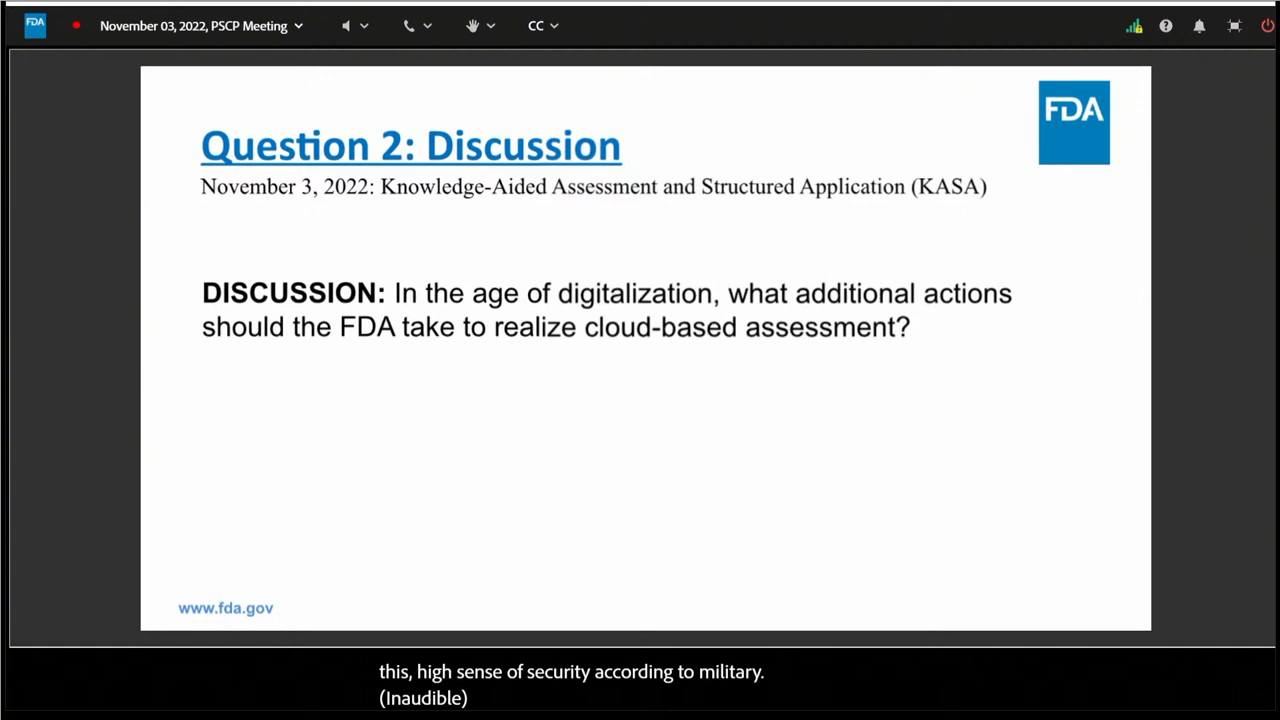 FDA
November 03, 2022, PSCP Meeting
CC
FDA
Question 2: Discussion
November 3, 2022: Knowledge-Aided Assessment and Structured Application (KASA)
DISCUSSION: In the age of digitalization, what additional actions
should the FDA take to realize cloud-based assessment?
www.fda.gov
this, high sense of security according to military.
(Inaudible)